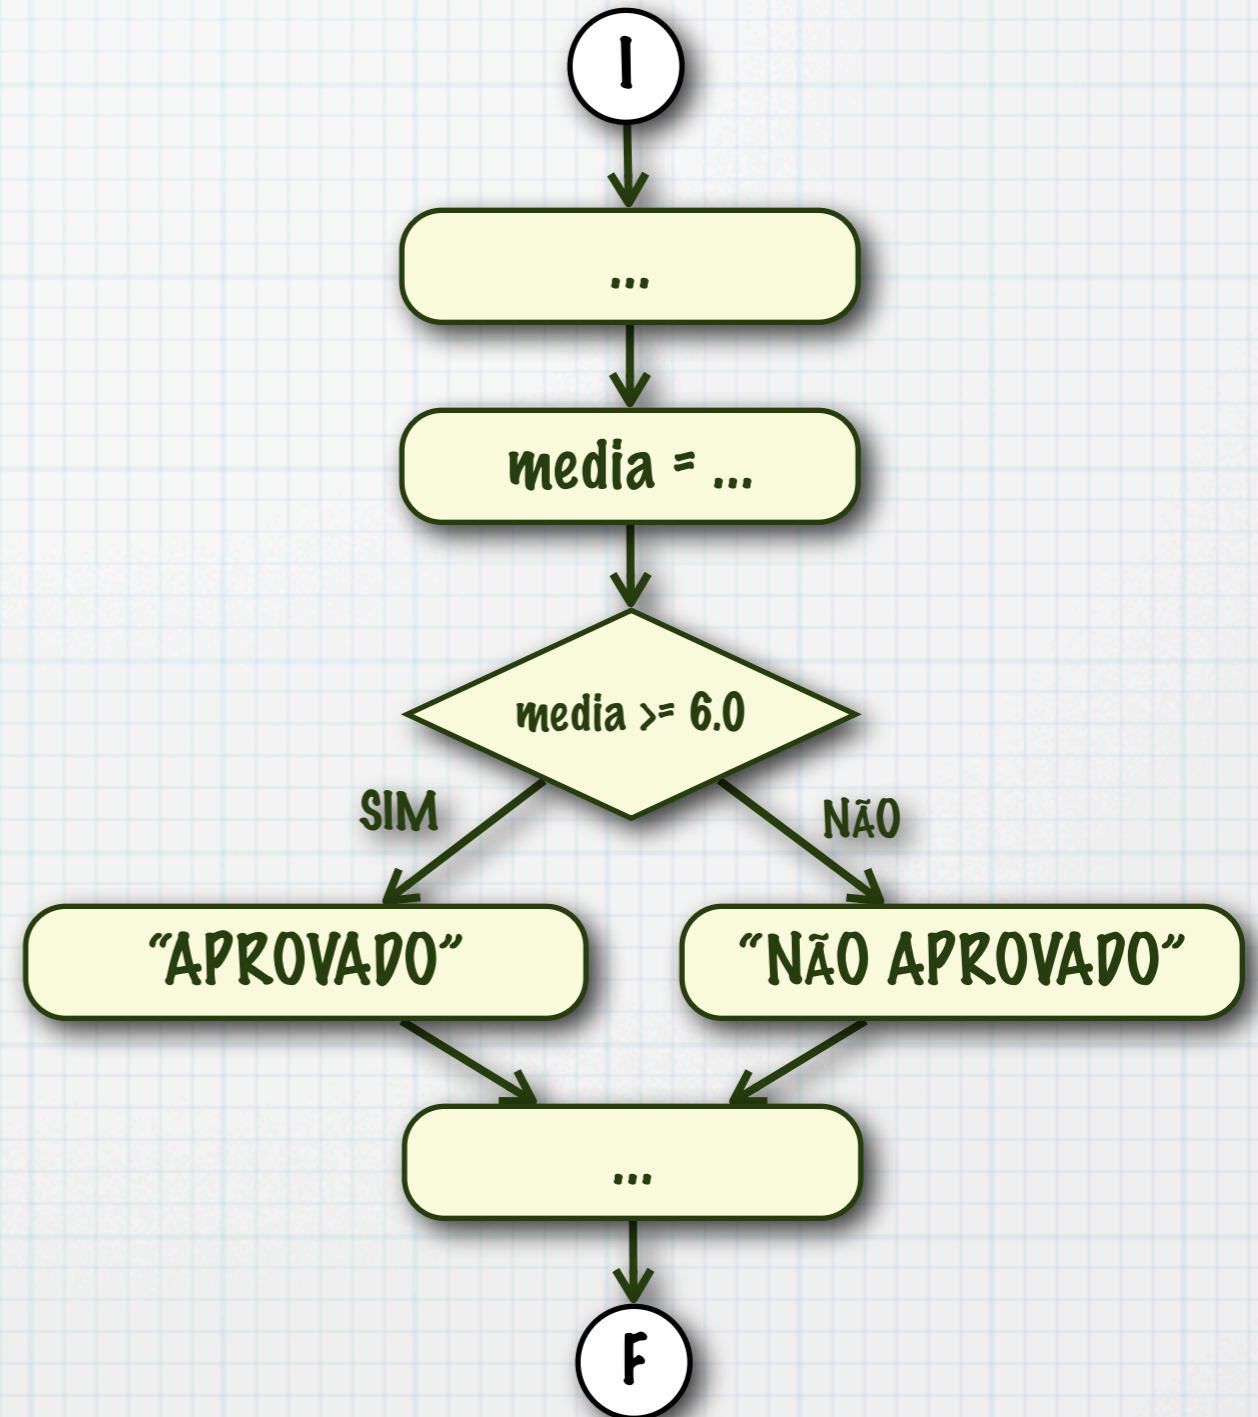 I
...
media = ...
media >= 6.0
SIM
NÃO
“APROVADO”
“NÃO APROVADO”
...
F